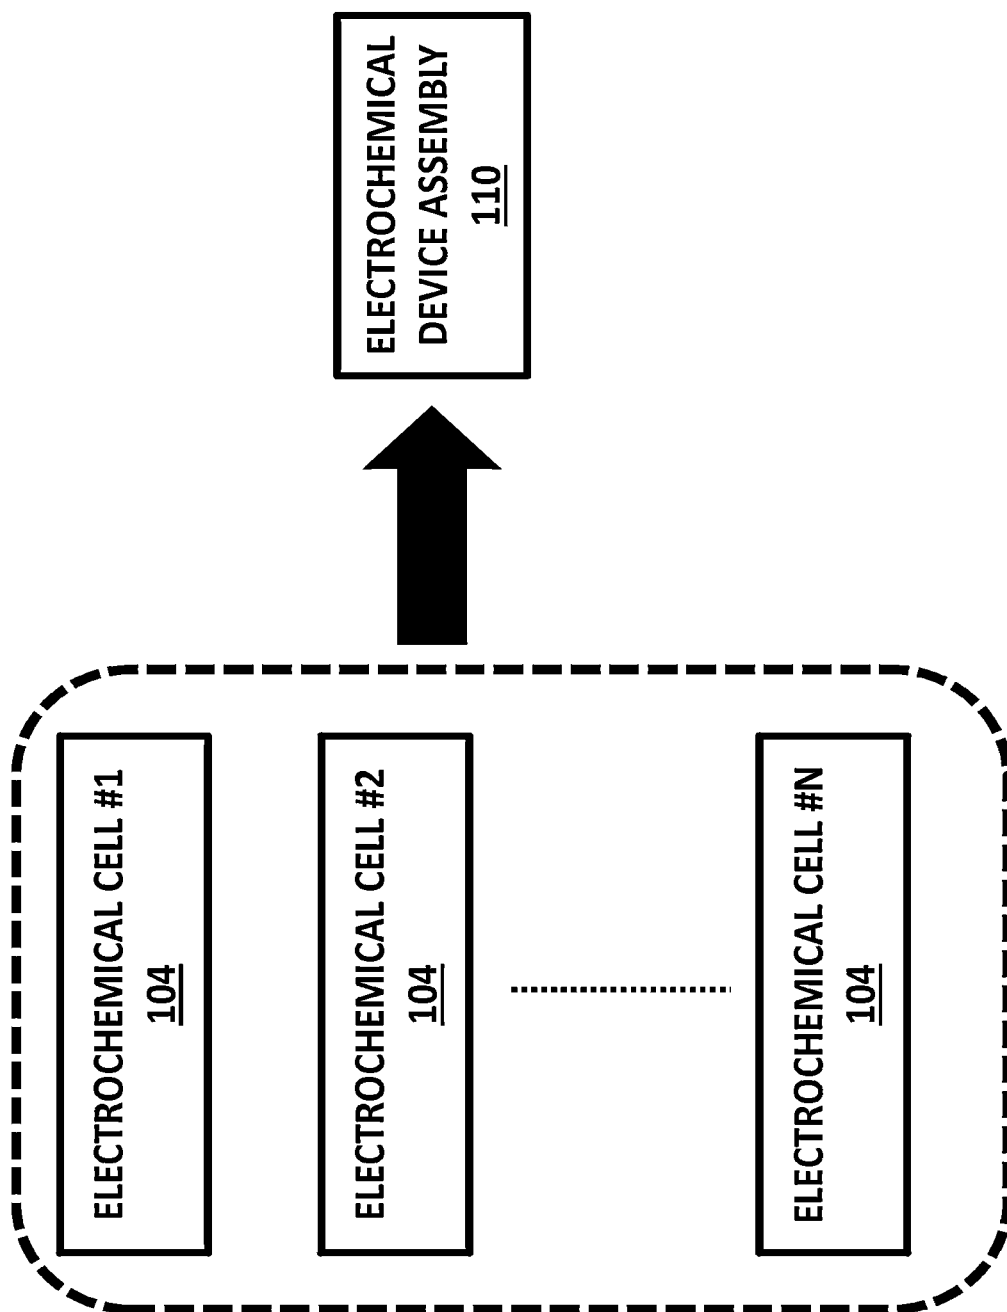 ELECTROCHEMICAL CELL #1
104
ELECTROCHEMICAL CELL #2
104
ELECTROCHEMICAL CELL #N
104
ELECTROCHEMICAL
DEVICE ASSEMBLY
110